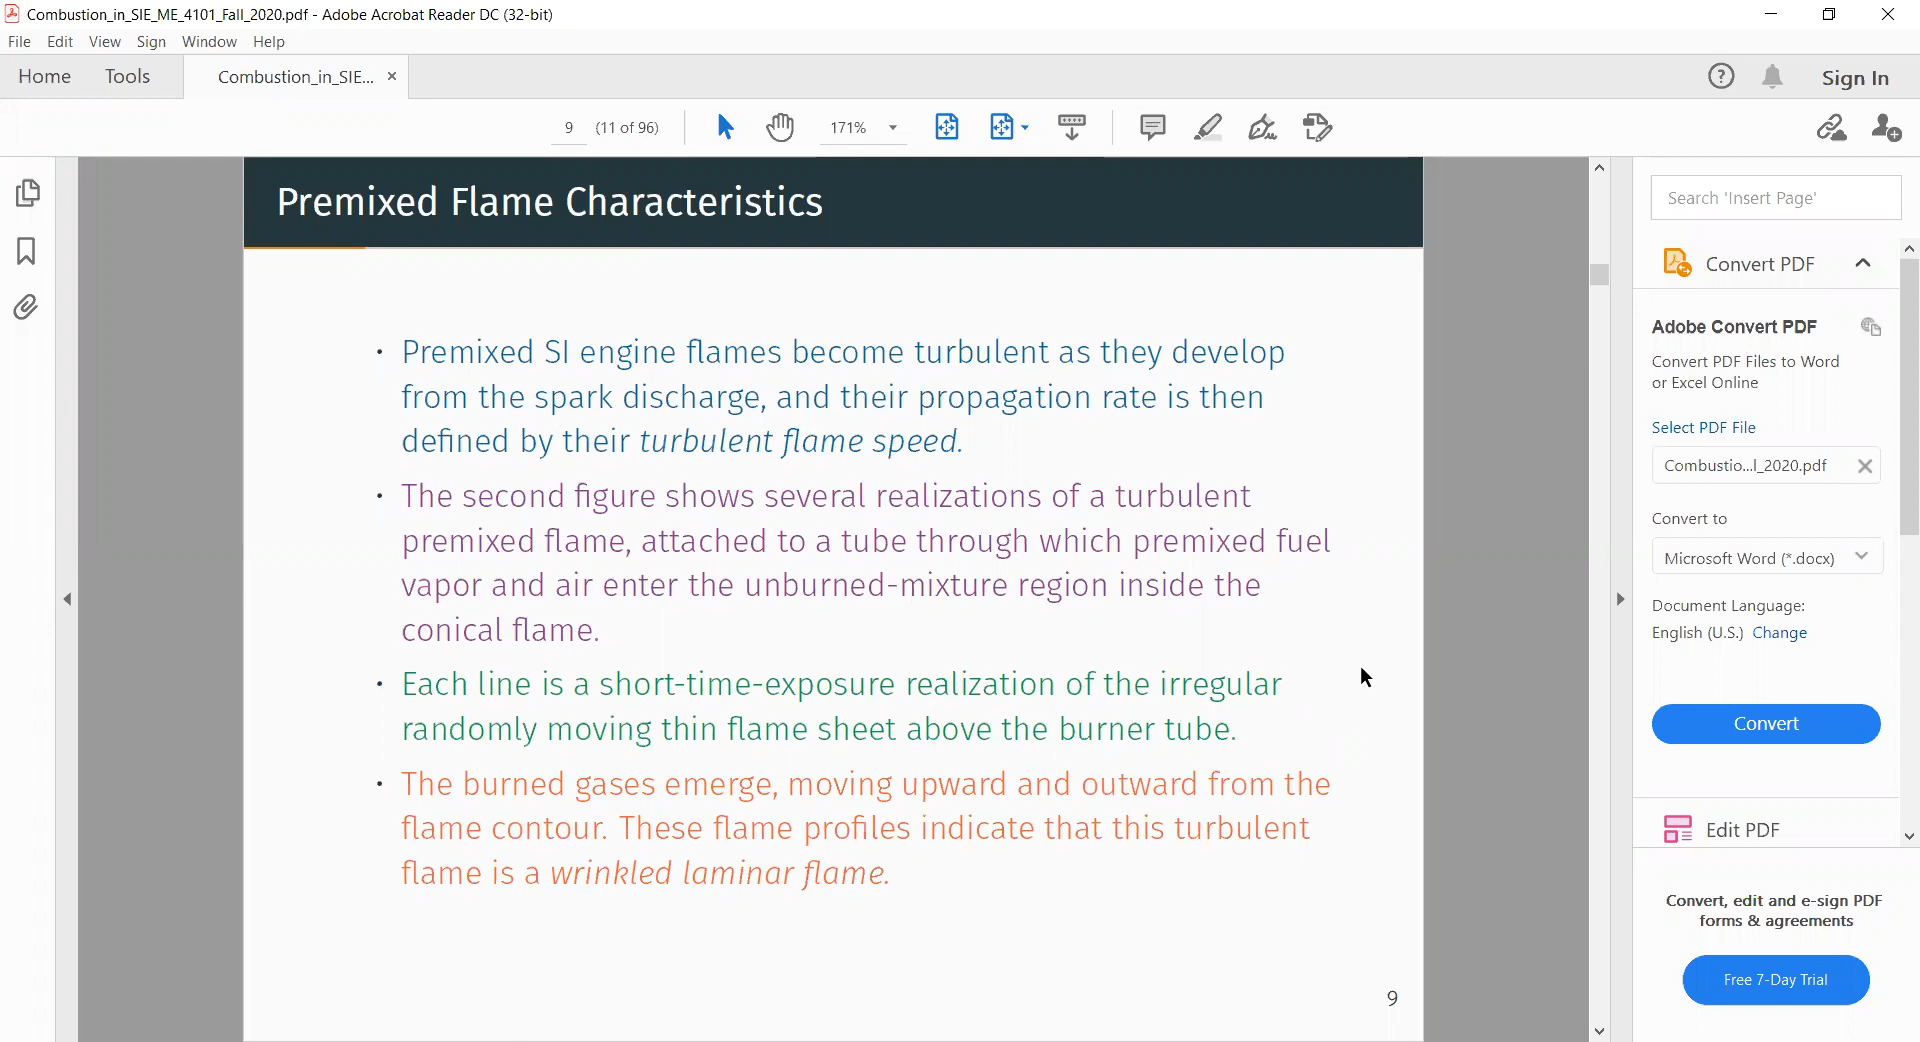 Combustion_in_SIE_ME_4101_Fall_2020.pdf - Adobe Acrobat Reader DC (32-bit)
File Edit View Sign Window Help
Home Tools Combustion_in_SIE... × Sign In
9 (11 of 96) 171%
Premixed Flame Characteristics
· Premixed SI engine flames become turbulent as they develop
from the spark discharge, and their propagation rate is then
defined by their turbulent flame speed.
· The second figure shows several realizations of a turbulent
premixed flame, attached to a tube through which premixed fuel
vapor and air enter the unburned-mixture region inside the
conical flame.
· Each line is a short-time-exposure realization of the irregular
randomly moving thin flame sheet above the burner tube.
· The burned gases emerge, moving upward and outward from the
flame contour. These flame profiles indicate that this turbulent
flame is a wrinkled laminar flame.
9
Search 'Insert Page'
Convert PDF
Adobe Convert PDF
Convert PDF Files to Word
or Excel Online
Select PDF File
Combustio...l_2020.pdf
Convert to
Microsoft Word (*.docx)
Document Language:
English (U.S.) Change
Convert
Edit PDF
Convert, edit and e-sign PDF
forms & agreements
Free 7-Day Trial